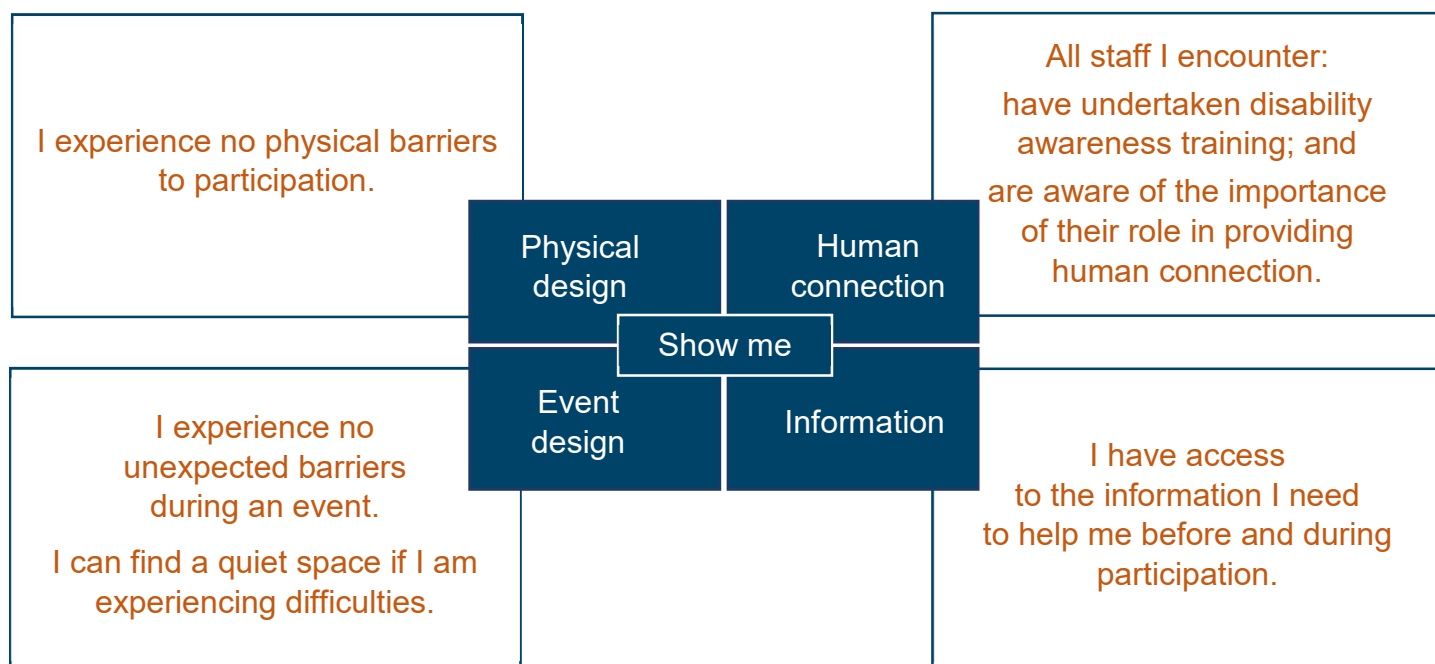 I experience no physical barriers
to participation.
All staff I encounter:
have undertaken disability
awareness training; and
are aware of the importance
of their role in providing
human connection.
Physical
design
Human
connection
Show me
Event
design
Information
I experience no
unexpected barriers
during an event.
I can find a quiet space if I am
experiencing difficulties.
I have access
to the information I need
to help me before and during
participation.